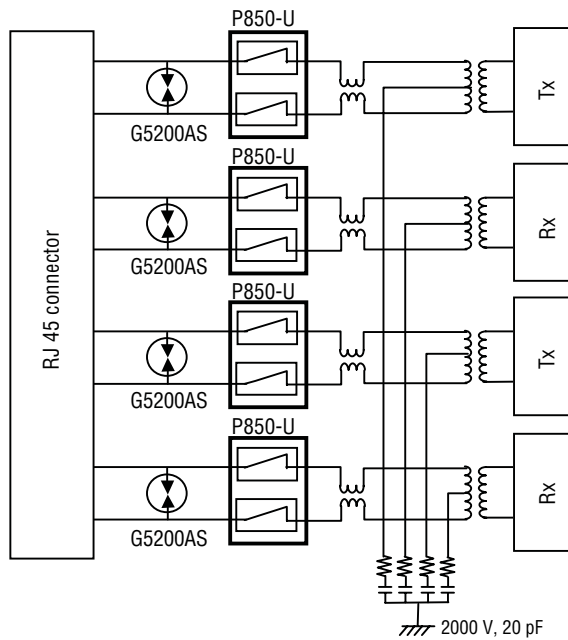 P850-U
G5200AS
Tx
P850-U
G5200AS
Rx
RJ 45 connector
P850-U
G5200AS
Tx
P850-U
G5200AS
Rx
2000 V, 20 pF